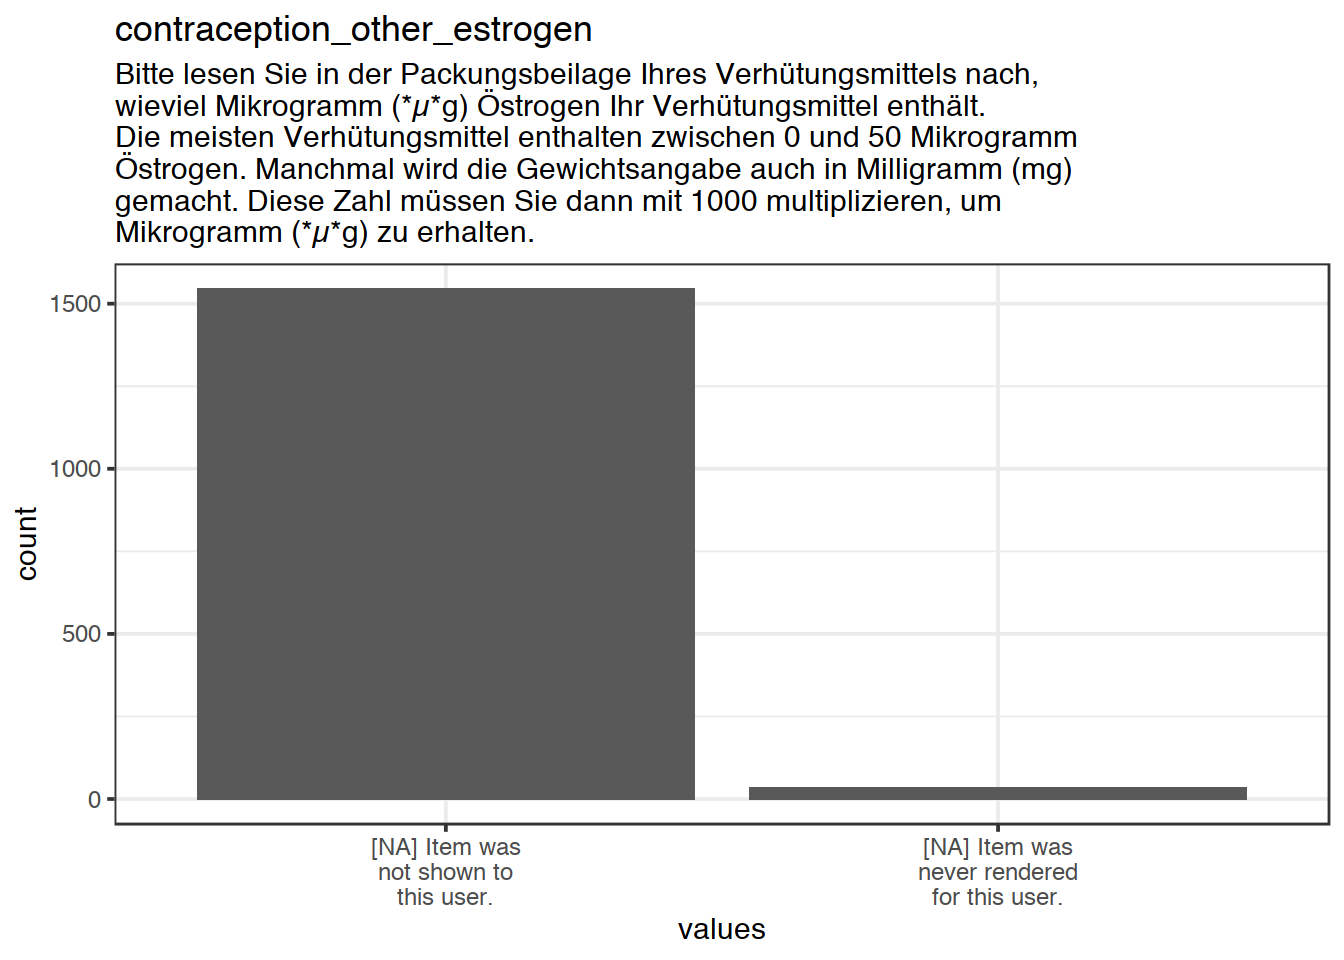 contraception_other_estrogen
Bitte lesen Sie in der Packungsbeilage Ihres Verhütungsmittels nach,
wieviel Mikrogramm (*μ*g) Östrogen Ihr Verhütungsmittel enthält.
Die meisten Verhütungsmittel enthalten zwischen 0 und 50 Mikrogramm
Östrogen. Manchmal wird die Gewichtsangabe auch in Milligramm (mg)
gemacht. Diese Zahl müssen Sie dann mit 1000 multiplizieren, um
Mikrogramm (*μ*g) zu erhalten.
1500
1000
500
0
count
[NA] Item was
not shown to
this user.
[NA] Item was
never rendered
for this user.
values